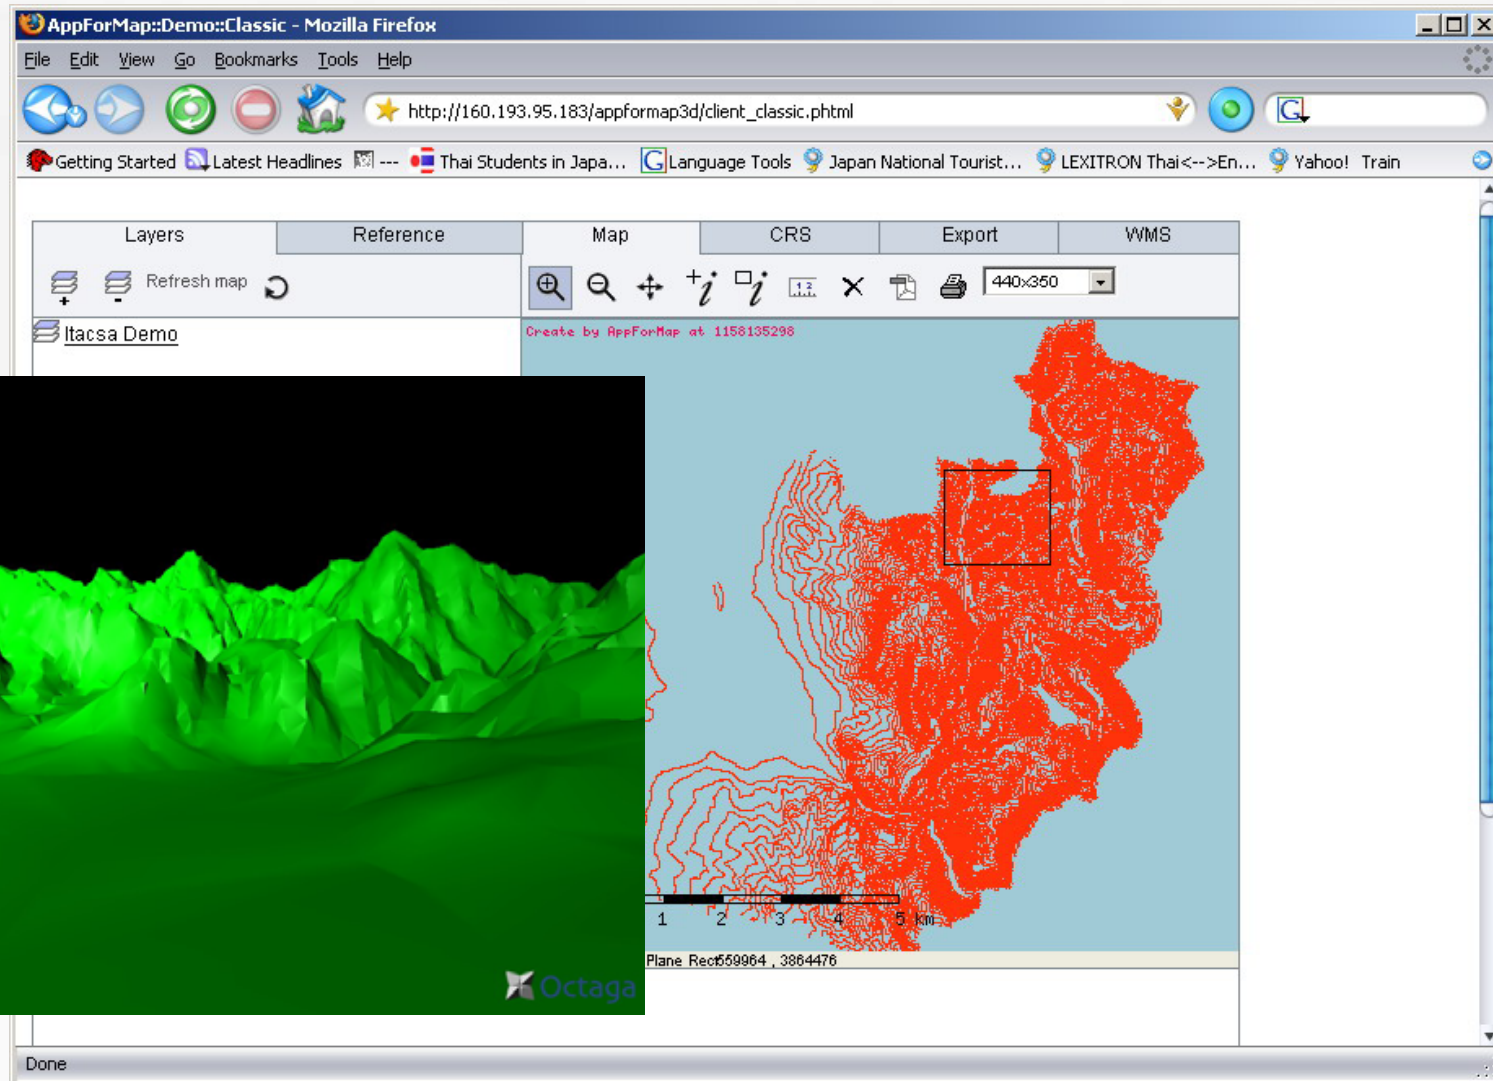 AppForMap::Demo::Classic - Mozilla Firefox
File Edit View Go Bookmarks Tools Help
http://160.193.95.183/appformap3d/client_classic.phtml
G
Getting Started Latest Headlines --- Thai Students in Japa... G Language Tools Japan National Tourist... LEXITRON Thai<-->En... Yahoo! Train
Layers Reference Map CRS Export WMS
Refresh map 440x350
Itacsa Demo
Create by AppForMap at 1158135298
1 2 3 4 5 km
Plane Rect559964 , 3864476
Octaga
Done